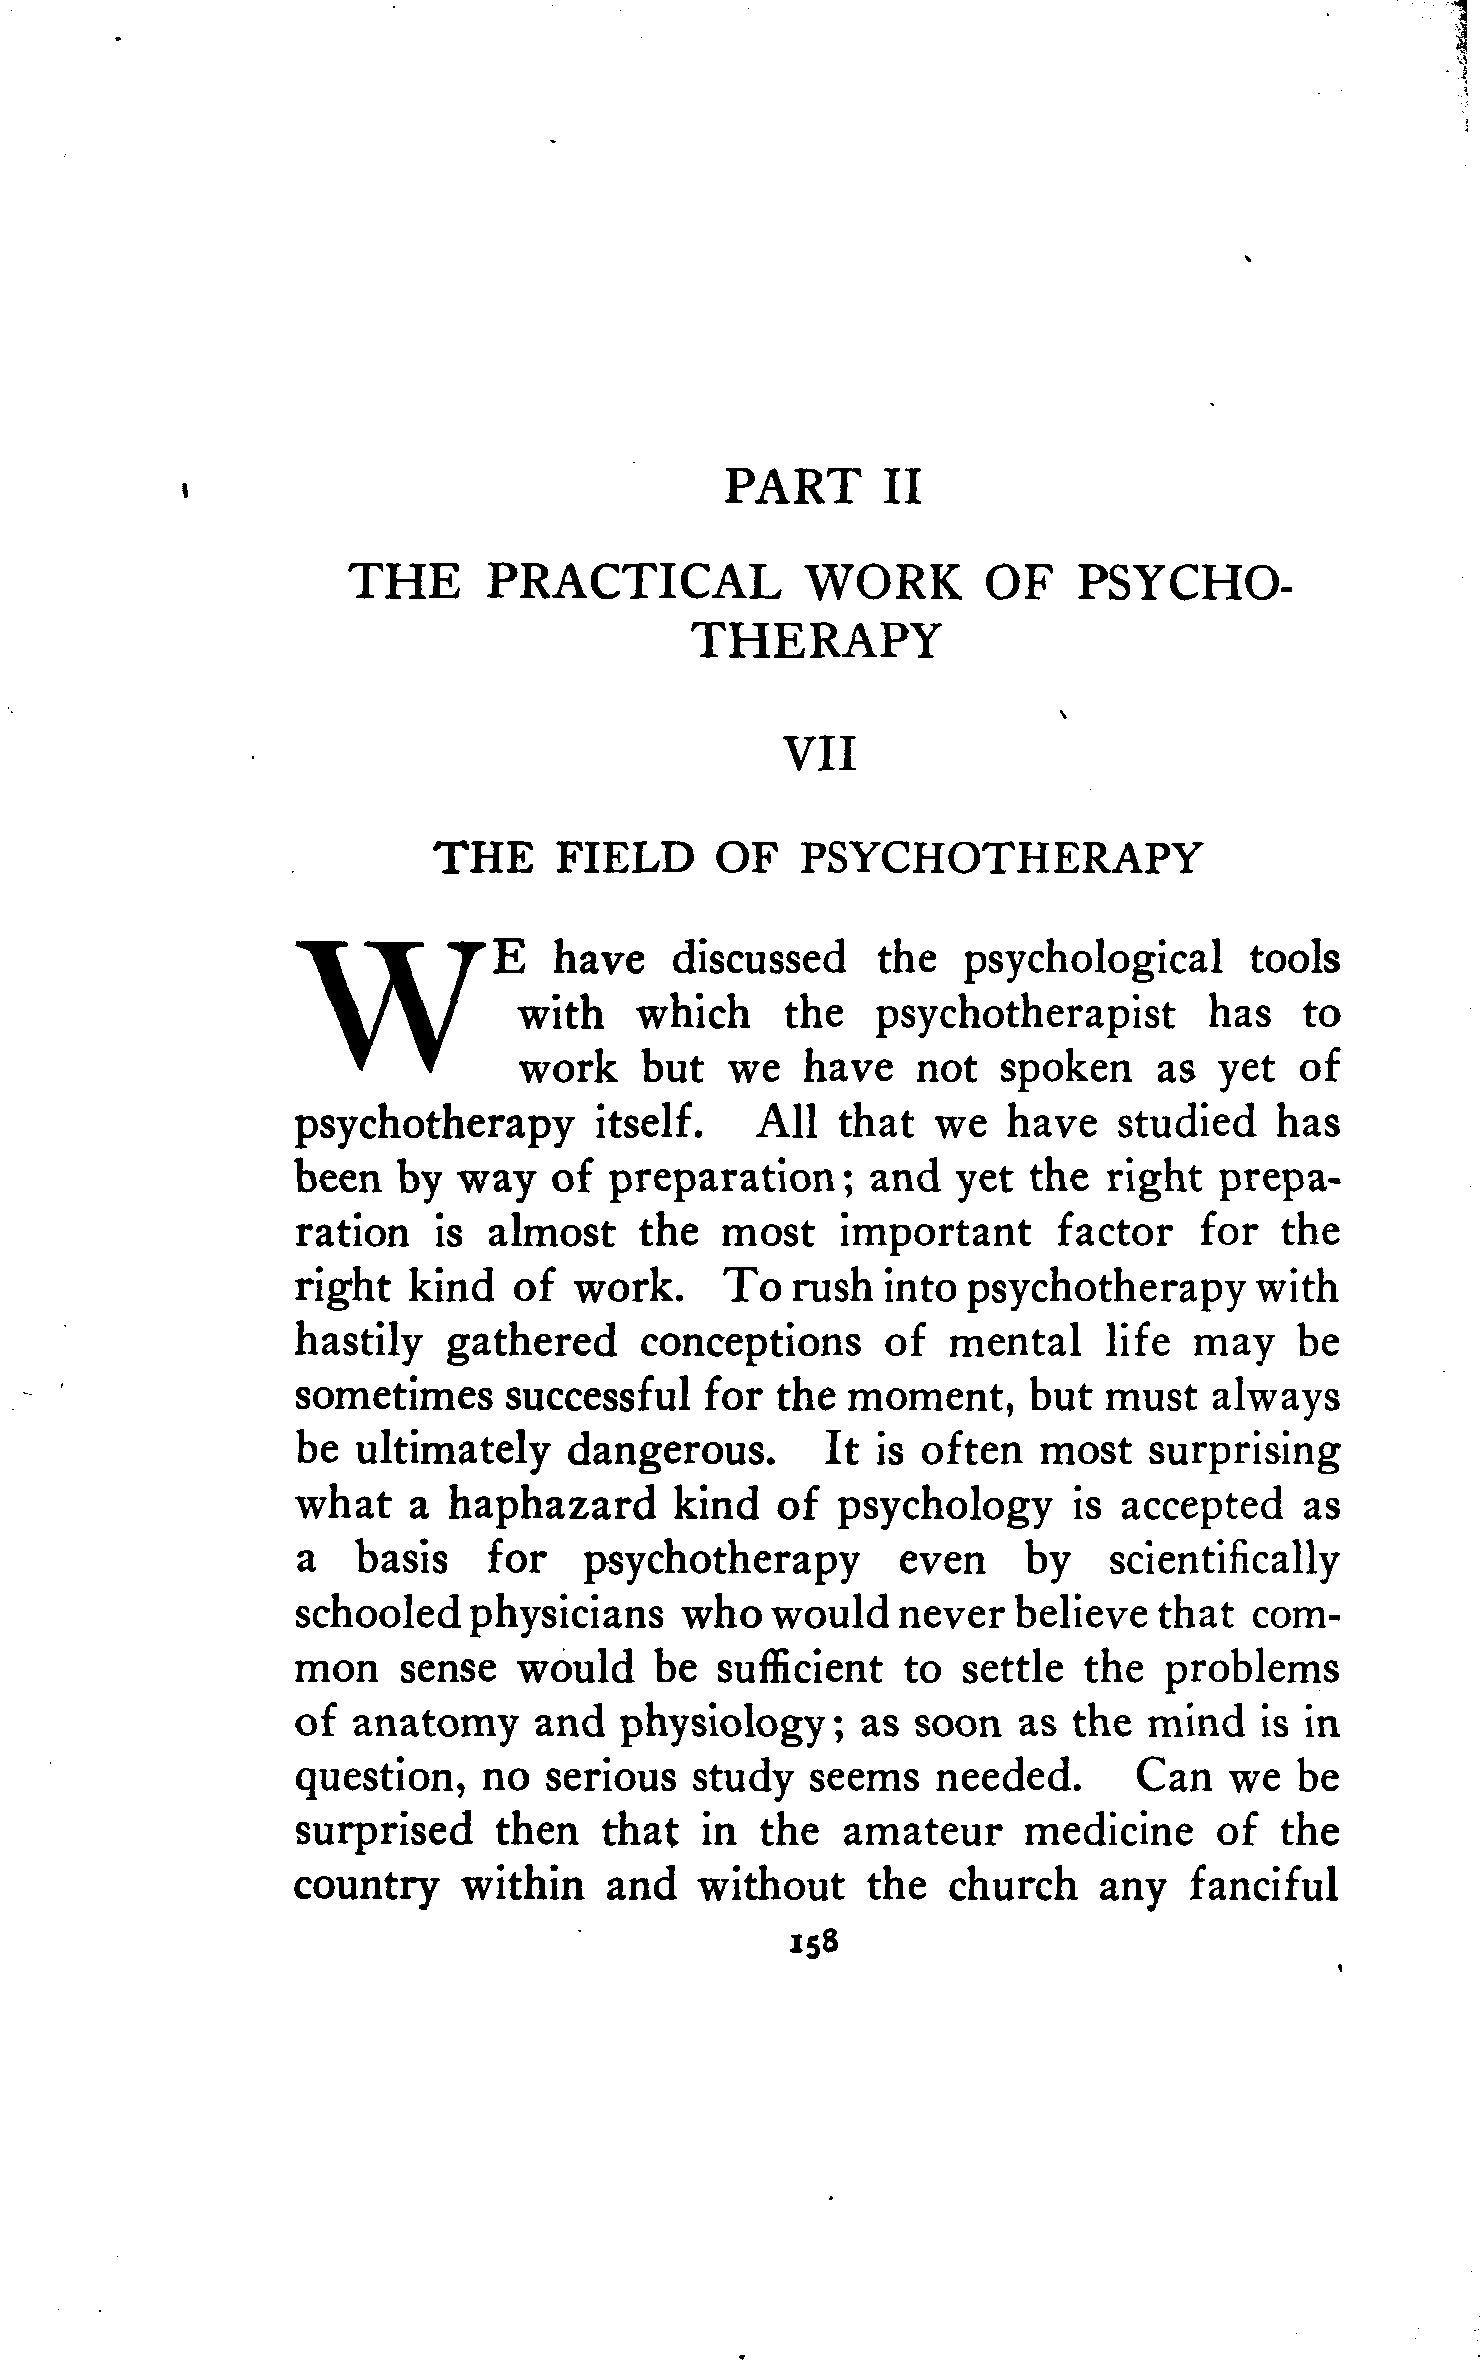 PART II
THE PRACTICAL WORK OF PSYCHO-
THERAPY
VII
THE FIELD OF PSYCHOTHERAPY
WE have discussed the psychological tools
with which the psychotherapist has to
work but we have not spoken as yet of
psychotherapy itself. All that we have studied has
been by way of preparation; and yet the right prepa-
ration is almost the most important factor for the
right kind of work. To rush into psychotherapy with
hastily gathered conceptions of mental life may be
sometimes successful for the moment, but must always
be ultimately dangerous. It is often most surprising
what a haphazard kind of psychology is accepted as
a basis for psychotherapy even by scientifically
schooled physicians who would never believe that com-
mon sense would be sufficient to settle the problems
of anatomy and physiology; as soon as the mind is in
question, no serious study seems needed. Can we be
surprised then that in the amateur medicine of the
country within and without the church any fanciful
158